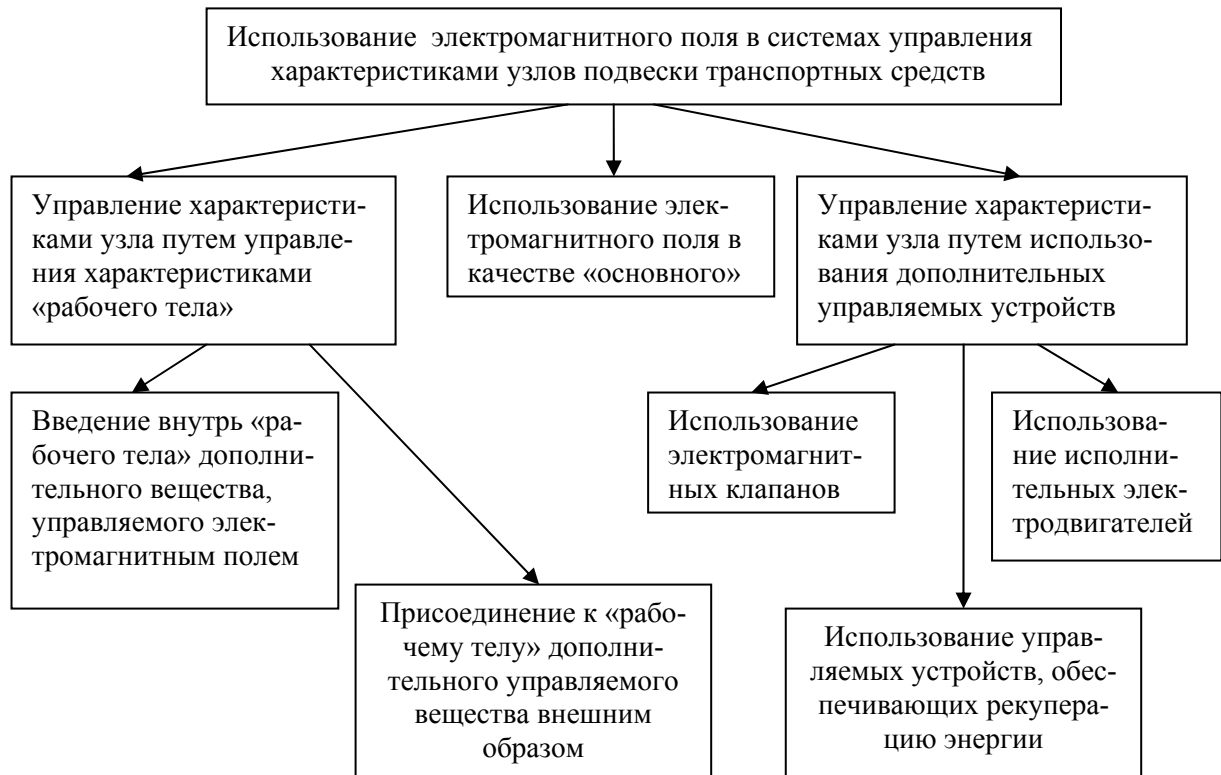 Использование электромагнитного поля в системах управления
характеристиками узлов подвески транспортных средств
Управление характеристи-
ками узла путем управле-
ния характеристиками
«рабочего тела»
Использование элек-
тромагнитного поля в
качестве «основного»
Управление характеристи-
ками узла путем использо-
вания дополнительных
управляемых устройств
Введение внутрь «ра-
бочего тела» дополни-
тельного вещества,
управляемого элек-
тромагнитным полем
Присоединение к «рабо-
чему телу» дополни-
тельного управляемого
вещества внешним
образом
Использование
электромагнит-
ных клапанов
Использование управ-
ляемых устройств, обес-
печивающих рекупера-
цию энергии
Использова-
ние исполни-
тельных элек-
тродвигателей